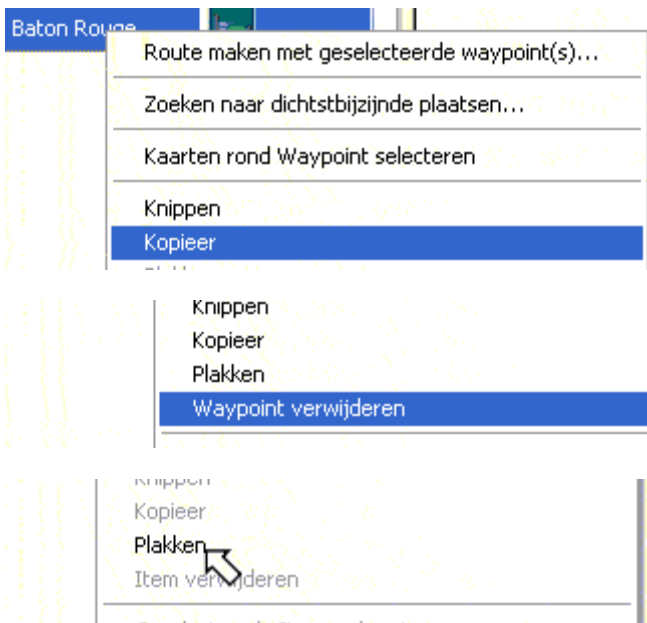 Baton Rouge
Route maken met geselecteerde waypoint(s)...
Zoeken naar dichtstbijzijnde plaatsen...
Kaarten rond Waypoint selecteren
Knippen
Kopieer
Knippen
Kopieer
Plakken
Waypoint verwijderen
Knippen
Kopieer
Plakken
Item verwijderen